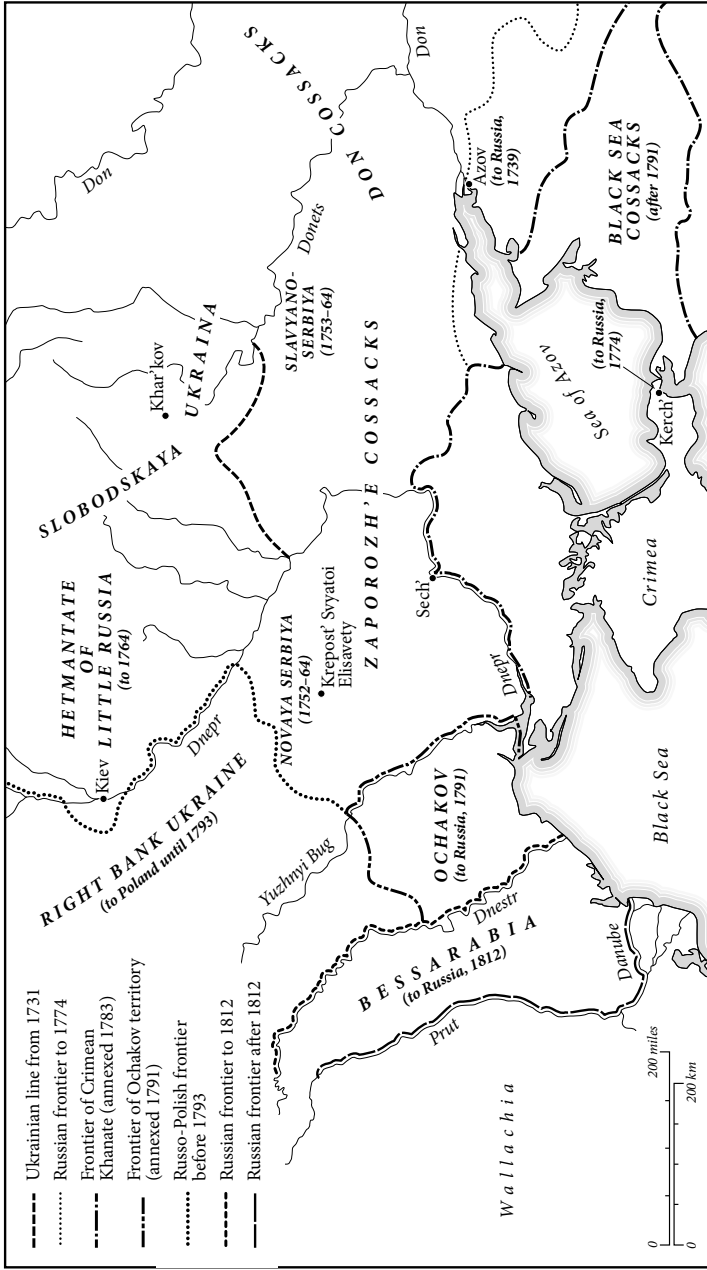 Ukrainian line from 1731
Russian frontier to 1774
Frontier of Crimean
Khanate (annexed 1783)
Frontier of Ochakov territory
(annexed 1791)
Russo-Polish frontier
before 1793
Russian frontier to 1812
Russian frontier after 1812
Wallachia
0 200 miles
0 200 km
RIGHT BANK UKRAINE
(to Poland until 1793)
Kiev
HETMANTATE
OF
LITTLE RUSSIA
(to 1764)
Dnepr
SLOBODSKAYA
UKRAINA
Khar'kov
Don
DON COSSACKS
Don
Donets
SLAVYANO-
SERBIYA
(1753–64)
NOVAYA SERBIYA
(1752–64)
Krepost' Svyatoi
Elisavety
ZAPOROZH'E COSSACKS
Sech'
Dnepr
Yuzhnyi Bug
OCHAKOV
(to Russia, 1791)
Dnestr
BESSARABIA
(to Russia, 1812)
Prut
Danube
Black Sea
Crimea
Sea of Azov
(to Russia,
1774)
Kerch'
Azov
(to Russia,
1739)
BLACK SEA
COSSACKS
(after 1791)